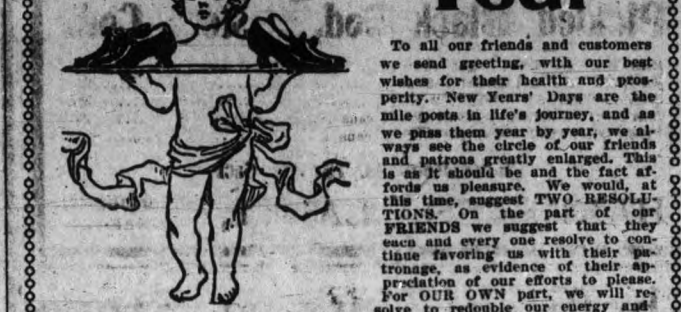 Your
To all our friends and customers
we send greeting, with our best
wishes for their health and pros-
perity. New Years' Days are the
mile posts in life's journey, and as
we pass them year by year, we al-
ways see the circle of our friends
and patrons greatly enlarged. This
is as it should be and the fact af-
fords us pleasure. We would, at
this time, suggest TWO RESOLU-
TIONS. On the part of our
FRIENDS we suggest that they
each and every one resolve to con-
tinue favoring us with their pa-
tronage, as evidence of their ap-
preciation of our efforts to please.
For OUR OWN part, we will re-
solve to redouble our energy and